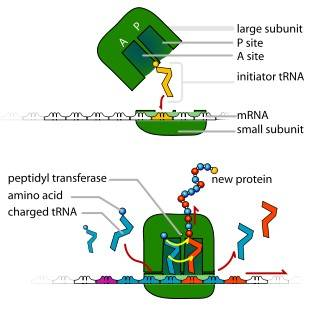 A P
large subunit
P site
A site
initiator tRNA
mRNA
small subunit
peptidyl transferase
new protein
amino acid
charged tRNA